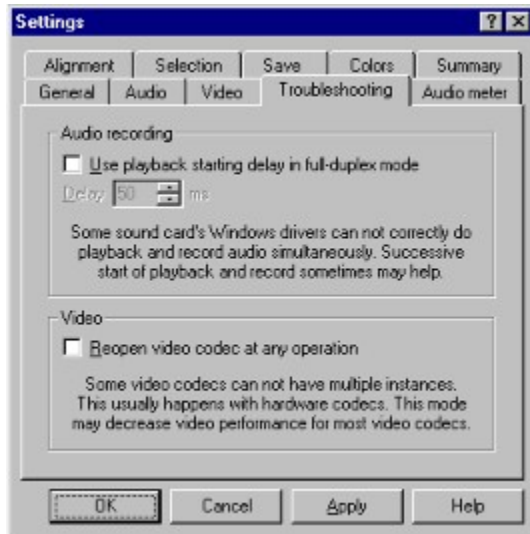 Settings
Alignment Selection Save Colors Summary
General Audio Video Troubleshooting Audio meter
Audio recording
Use playback starting delay in full-duplex mode
Delay 50 ms
Some sound card's Windows drivers can not correctly do
playback and record audio simultaneously. Successive
start of playback and record sometimes may help.
Video
Reopen video codec at any operation
Some video codecs can not have multiple instances.
This usually happens with hardware codecs. This mode
may decrease video performance for most video codecs.
OK Cancel Apply Help